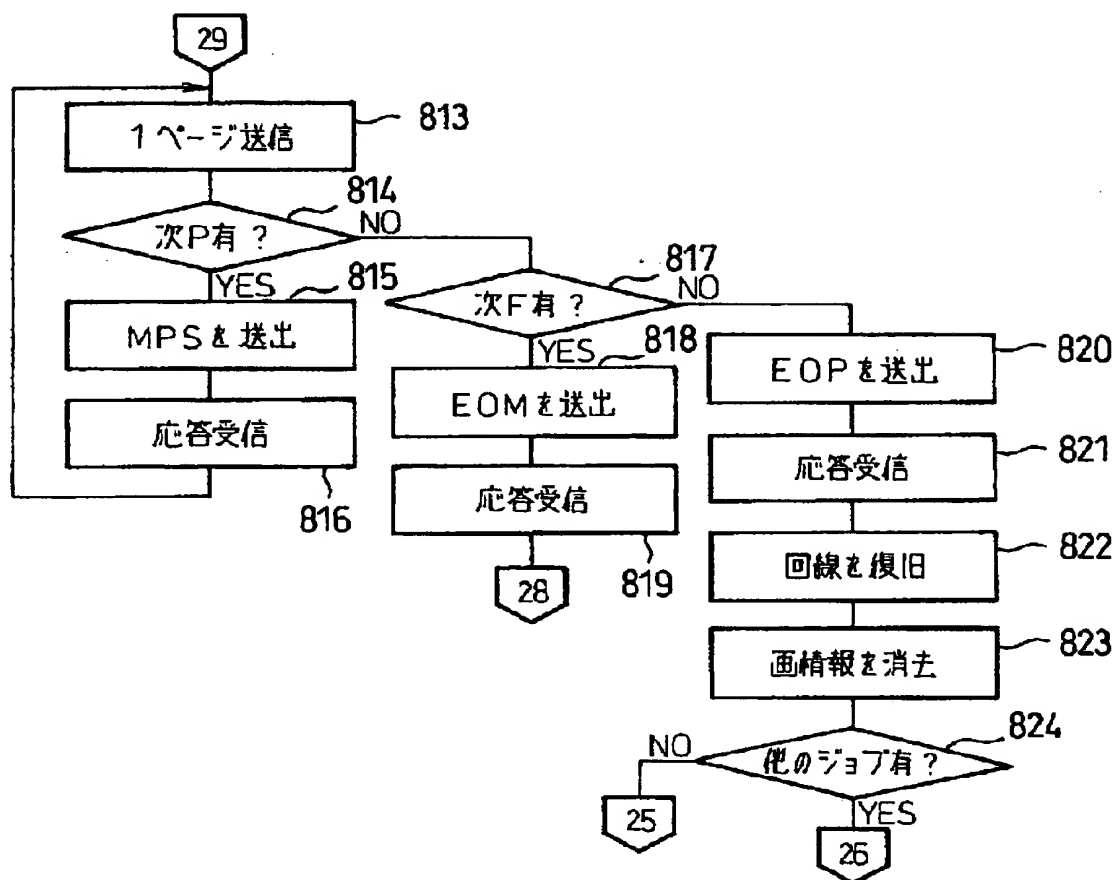 29
1ページ送信
813
次P有?
814
NO
YES
815
MPSを送出
応答受信
816
次F有?
817
NO
YES
818
EOMを送出
応答受信
819
28
EOPを送出
820
応答受信
821
回線を復旧
822
画情報を消去
823
他のジョブ有?
824
NO
YES
25
26